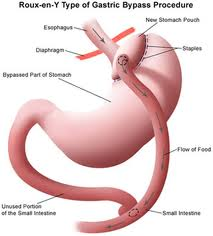 Roux-en-Y Type of Gastric Bypass Procedure
Esophagus
New Stomach Pouch
Diaphragm
Staples
Bypassed Part of Stomach
Flow of Food
Unused Portion
of the Small Intestine
Small Intestine